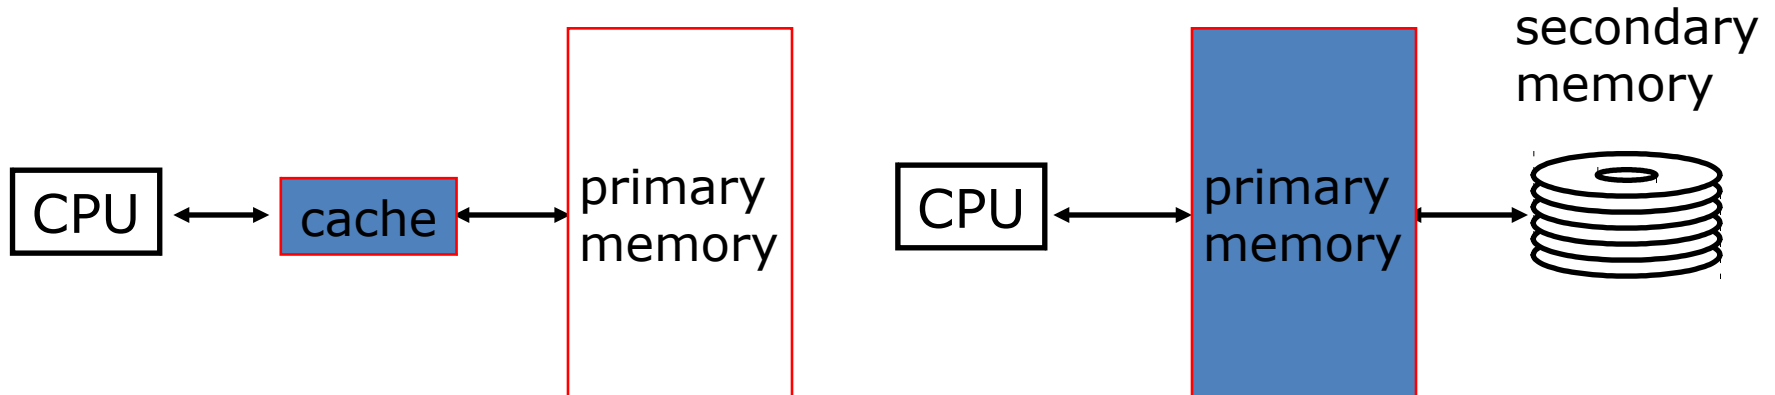 CPU
cache
primary
memory
CPU
primary
memory
secondary
memory